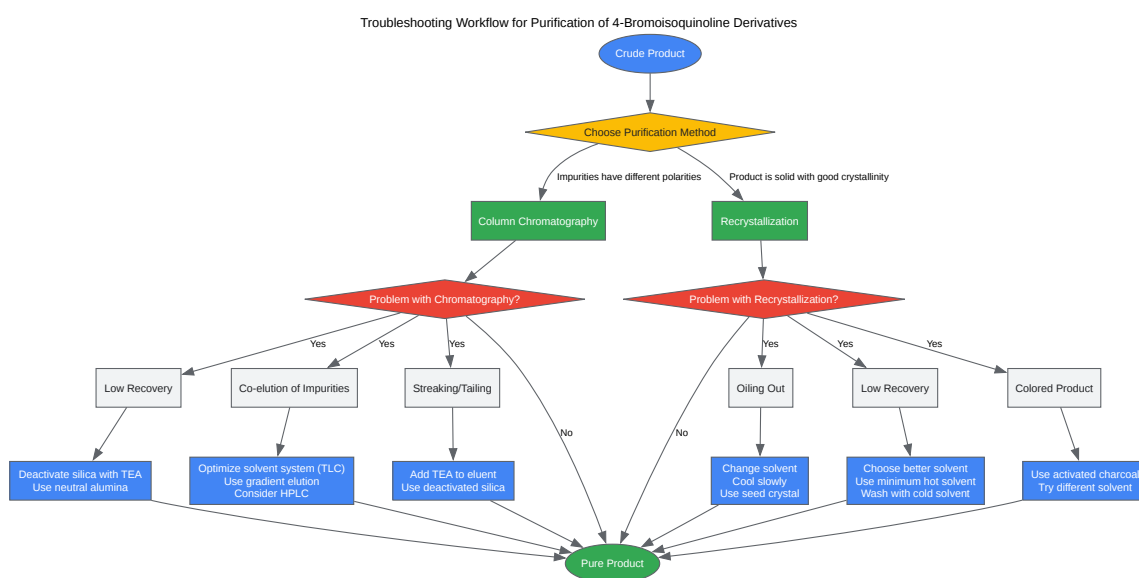 Troubleshooting Workflow for Purification of 4-Bromoisoquinoline Derivatives
Crude Product
Choose Purification Method
Impurities have different polarities
Product is solid with good crystallinity
Column Chromatography
Recrystallization
Problem with Chromatography?
Problem with Recrystallization?
Yes
Yes
Yes
Yes
Yes
Yes
Low Recovery
Co-elution of Impurities
Streaking/Tailing
Oiling Out
Low Recovery
Colored Product
No
No
Deactivate silica with TEA
Use neutral alumina
Optimize solvent system (TLC)
Use gradient elution
Consider HPLC
Add TEA to eluent
Use deactivated silica
Change solvent
Cool slowly
Use seed crystal
Choose better solvent
Use minimum hot solvent
Wash with cold solvent
Use activated charcoal
Try different solvent
Pure Product